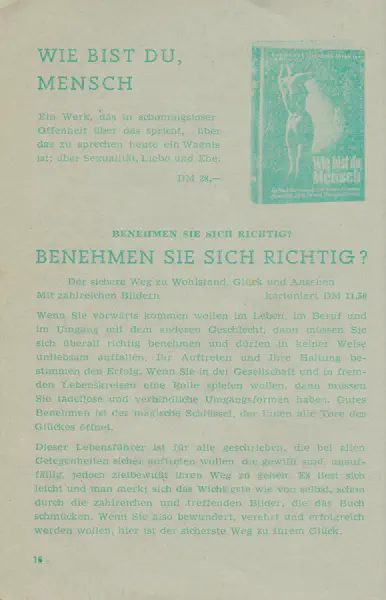 WIE BIST DU,
MENSCH
Ein Werk, das in schonungsloser
Offenheit über das spricht, über
das zu sprechen heute ein Wagnis
ist: über Sexualität, Liebe und Ehe.
DM 28,—
Wie bist du,
Mensch
BENEHMEN SIE SICH RICHTIG?
BENEHMEN SIE SICH RICHTIG?
Der sichere Weg zu Wohlstand, Glück und Ansehen
Mit zahlreichen Bildern kartoniert DM 11.50
Wenn Sie vorwärts kommen wollen im Leben, im Beruf und
im Umgang mit dem anderen Geschlecht, dann müssen Sie
sich überall richtig benehmen und dürfen in keiner Weise
unliebsam auffallen. Ihr Auftreten und Ihre Haltung be-
stimmen den Erfolg. Wenn Sie in der Gesellschaft und in frem-
den Lebenskreisen eine Rolle spielen wollen, dann müssen
Sie tadellose und verbindliche Umgangsformen haben. Gutes
Benehmen ist der magische Schlüssel, der Ihnen alle Tore des
Glückes öffnet.
Dieser Lebensführer ist für alle geschrieben, die bei allen
Gelegenheiten sicher auftreten wollen, die gewillt sind, unauf-
fällig, jedoch zielbewußt ihren Weg zu gehen. Es liest sich
leicht und man merkt sich das Wichtigste wie von selbst, schon
durch die zahlreichen und treffenden Bilder, die das Buch
schmücken. Wenn Sie also bewundert, verehrt und erfolgreich
werden wollen, hier ist der sicherste Weg zu Ihrem Glück.
16